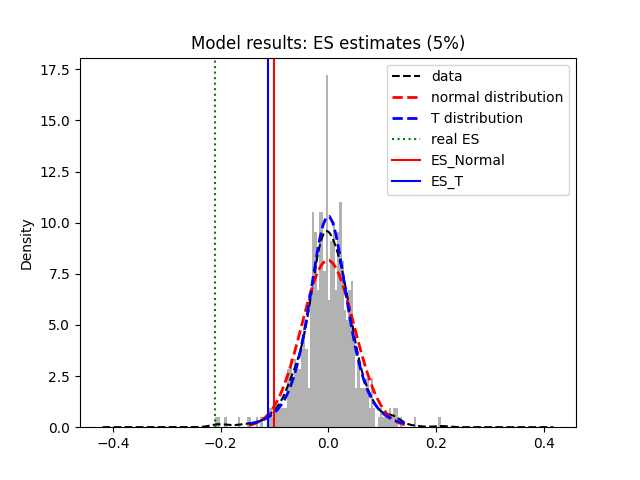 Model results: ES estimates (5%)
data
normal distribution
T distribution
real ES
ES_Normal
ES_T
Density
17.5
15.0
12.5
10.0
7.5
5.0
2.5
0.0
−0.4 −0.2 0.0 0.2 0.4